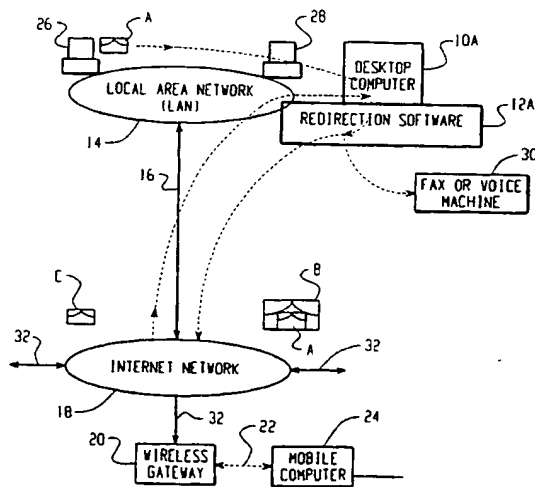 26
A
28
10A
DESKTOP
COMPUTER
LOCAL AREA NETWORK
(LAN)
REDIRECTION SOFTWARE
12A
14
16
30
FAX OR VOICE
MACHINE
C
B
A
32
32
INTERNET NETWORK
18
32
20
22
24
WIRELESS
GATEWAY
MOBILE
COMPUTER